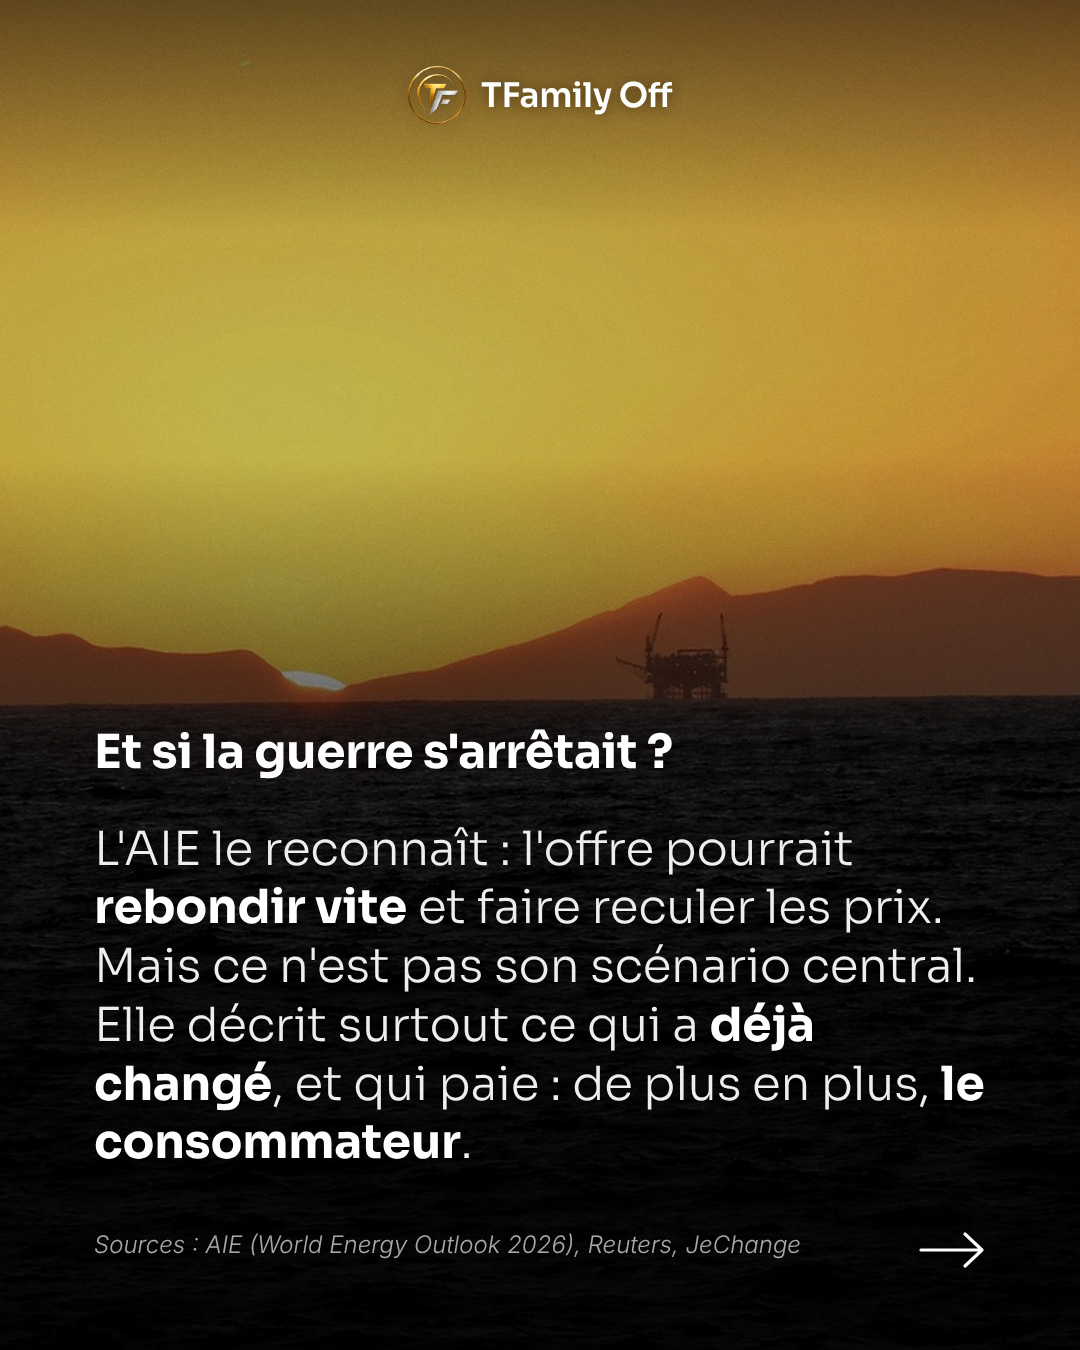 TF TFamily Off
Et si la guerre s'arrêtait ?
L'AIE le reconnaît : l'offre pourrait
rebondir vite et faire reculer les prix.
Mais ce n'est pas son scénario central.
Elle décrit surtout ce qui a déjà
changé, et qui paie : de plus en plus, le
consommateur.
Sources : AIE (World Energy Outlook 2026), Reuters, JeChange